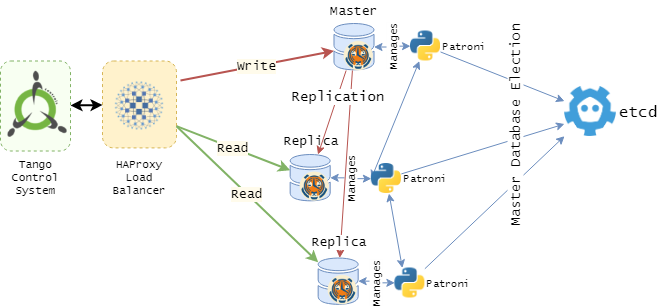 Master
Manages
Patroni
Write
Replication
Master Database Election
etcd
Replica
Read
Manages
Patroni
Tango
Control
System
HAProxy
Load
Balancer
Read
Replica
Manages
Patroni